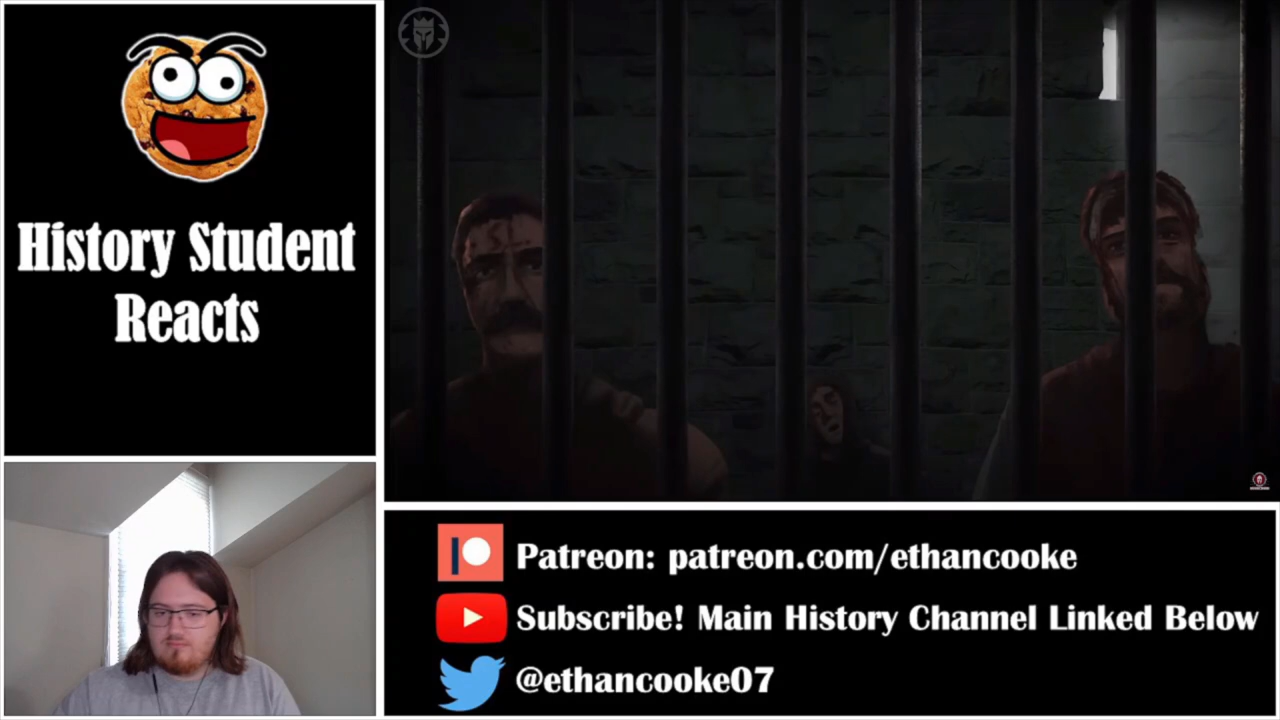 History Student
Reacts
Patreon: patreon.com/ethancooke
Subscribe! Main History Channel Linked Below
@ethancooke07